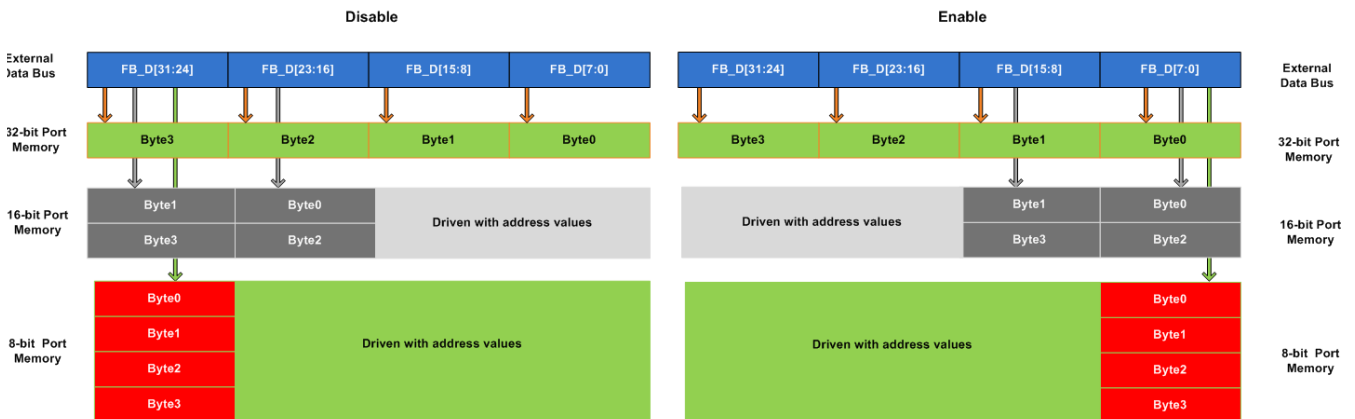 Disable Enable
External FB_D[31:24] FB_D[23:16] FB_D[15:8] FB_D[7:0] FB_D[31:24] FB_D[23:16] FB_D[15:8] FB_D[7:0] External
Data Bus Data Bus
32-bit Port Byte3 Byte2 Byte1 Byte0 Byte3 Byte2 Byte1 Byte0 32-bit Port
Memory Memory
16-bit Port Byte1 Byte0 Driven with address values Driven with address values Byte1 Byte0 16-bit Port
Memory Byte3 Byte2 Byte3 Byte2 Memory
Byte0 Byte0
8-bit Port Byte1 Driven with address values Driven with address values Byte1 8-bit Port
Memory Byte2 Byte2 Memory
Byte3 Byte3